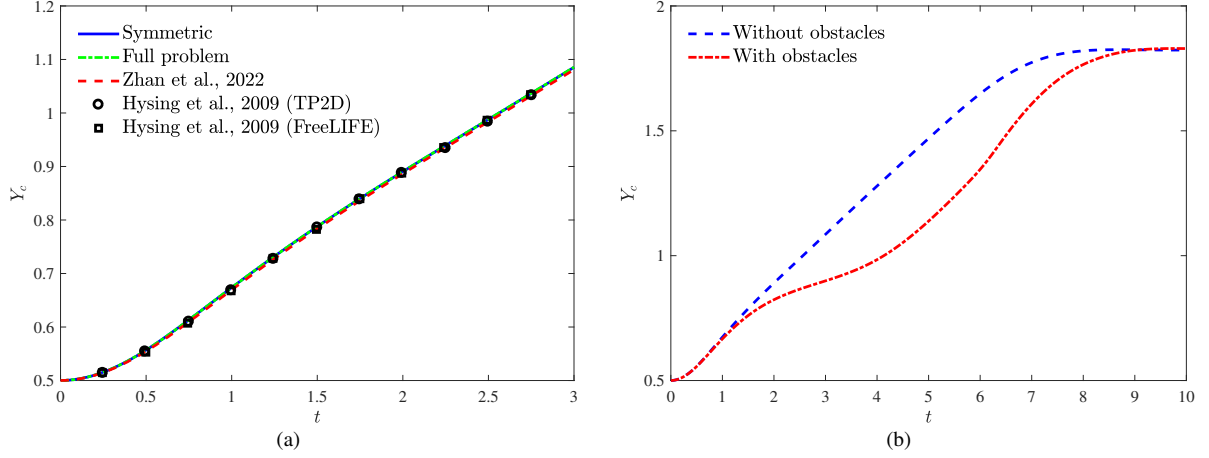 1.2
1.1
1
0.9
0.8
0.7
0.6
0.5
Y_c
Symmetric
Full problem
Zhan et al., 2022
Hysing et al., 2009 (TP2D)
Hysing et al., 2009 (FreeLIFE)
0 0.5 1 1.5 2 2.5 3
t
(a)
2
1.5
1
0.5
Y_c
Without obstacles
With obstacles
0 1 2 3 4 5 6 7 8 9 10
t
(b)